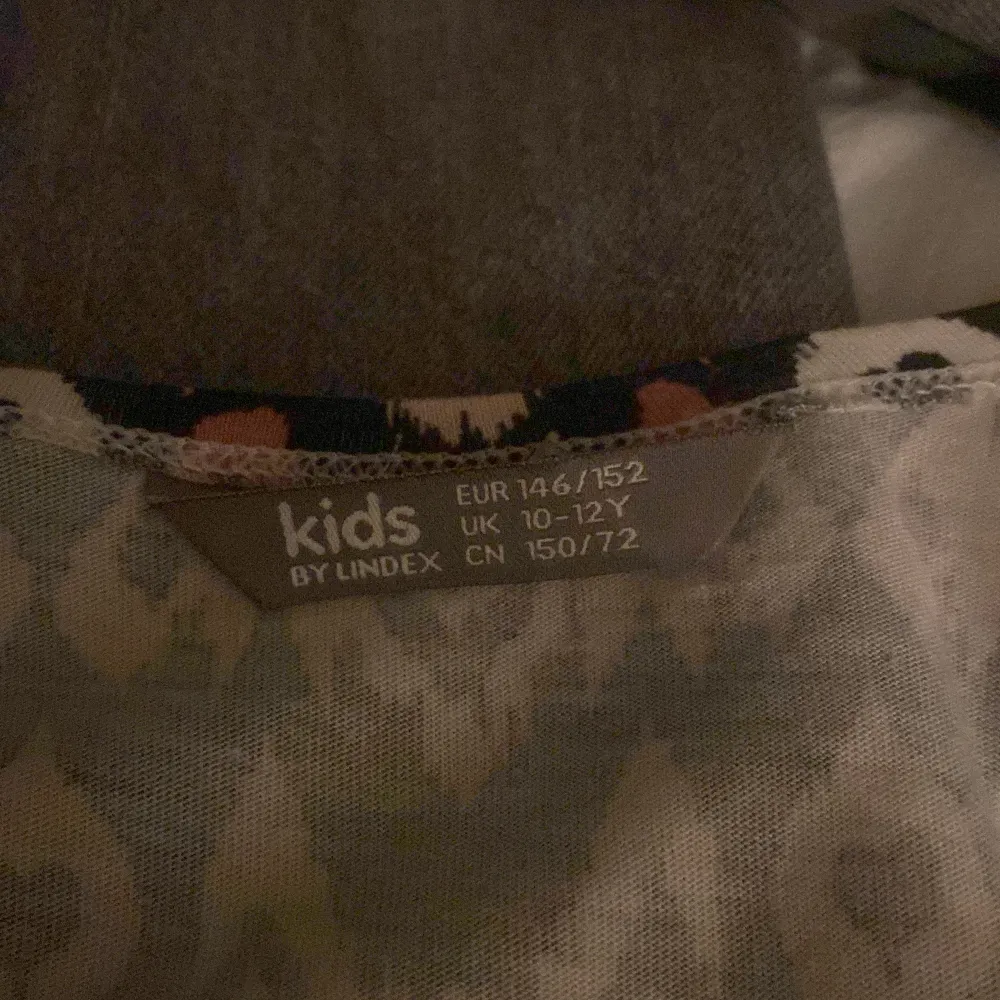 kids
BY LINDEX
EUR 146/152
UK 10-12Y
CN 150/72